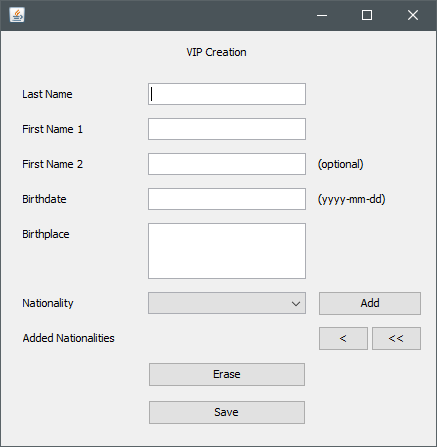 VIP Creation
Last Name
First Name 1
First Name 2 (optional)
Birthdate (yyyy-mm-dd)
Birthplace
Nationality Add
Added Nationalities < <<
Erase
Save